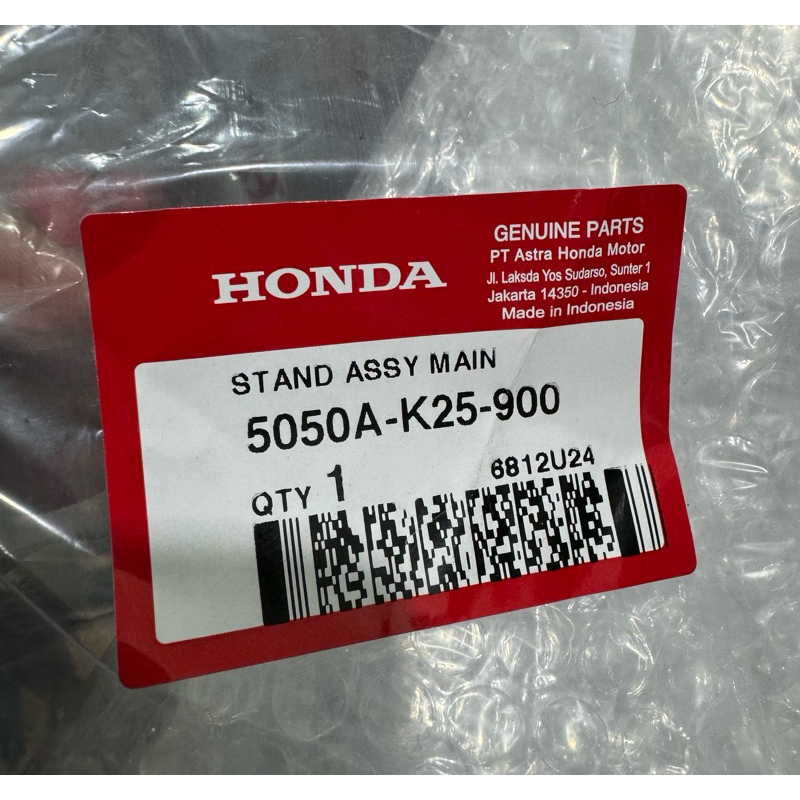 HONDA
GENUINE PARTS
PT Astra Honda Motor
Jl. Laksda Yos Sudarso, Sunter 1
Jakarta 14350 - Indonesia
Made in Indonesia
STAND ASSY MAIN
5050A-K25-900
QTY 1
6812U24